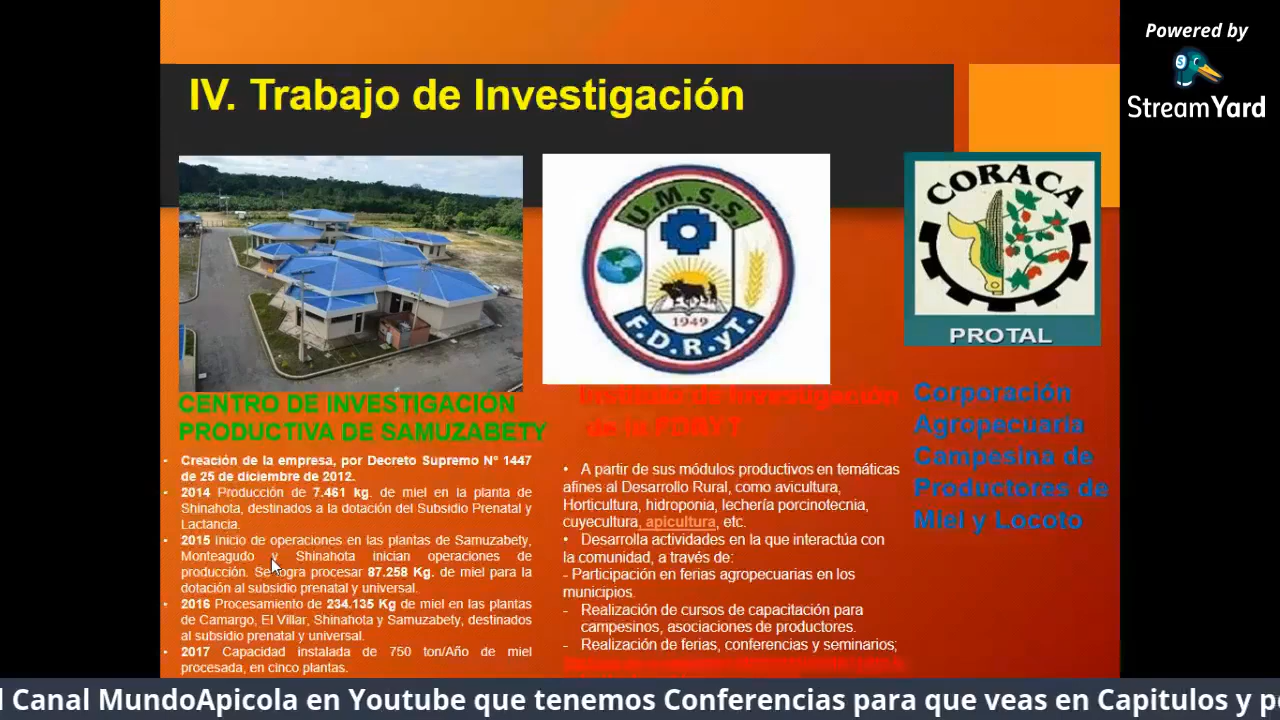 Powered by
StreamYard
IV. Trabajo de Investigación
U.M.S.S.
1949
F.D.R.yT.
CORACA
PROTAL
CENTRO DE INVESTIGACIÓN
PRODUCTIVA DE SAMUZABETY
- Creación de la empresa, por Decreto Supremo N° 1447
de 25 de diciembre de 2012.
- 2014 Producción de 7.461 kg. de miel en la planta de
Shinahota, destinados a la dotación del Subsidio Prenatal y
Lactancia.
- 2015 Inicio de operaciones en las plantas de Samuzabety,
Monteagudo y Shinahota inician operaciones de
producción. Se logra procesar 87.258 Kg. de miel para la
dotación al subsidio prenatal y universal.
- 2016 Procesamiento de 234.135 Kg de miel en las plantas
de Camargo, El Villar, Shinahota y Samuzabety, destinados
al subsidio prenatal y universal.
- 2017 Capacidad instalada de 750 ton/Año de miel
procesada, en cinco plantas.
Instituto de Investigación
de la
• A partir de sus módulos productivos en temáticas
afines al Desarrollo Rural, como avicultura,
Horticultura, hidroponia, lechería porcinotecnia,
cuyecultura, apicultura, etc.
• Desarrolla actividades en la que interactúa con
la comunidad, a través de:
- Participación en ferias agropecuarias en los
municipios.
- Realización de cursos de capacitación para
campesinos, asociaciones de productores.
- Realización de ferias, conferencias y seminarios;
Corporación
Agropecuaria
Campesina de
Productores de
Miel y Locoto
l Canal MundoApicola en Youtube que tenemos Conferencias para que veas en Capitulos y p